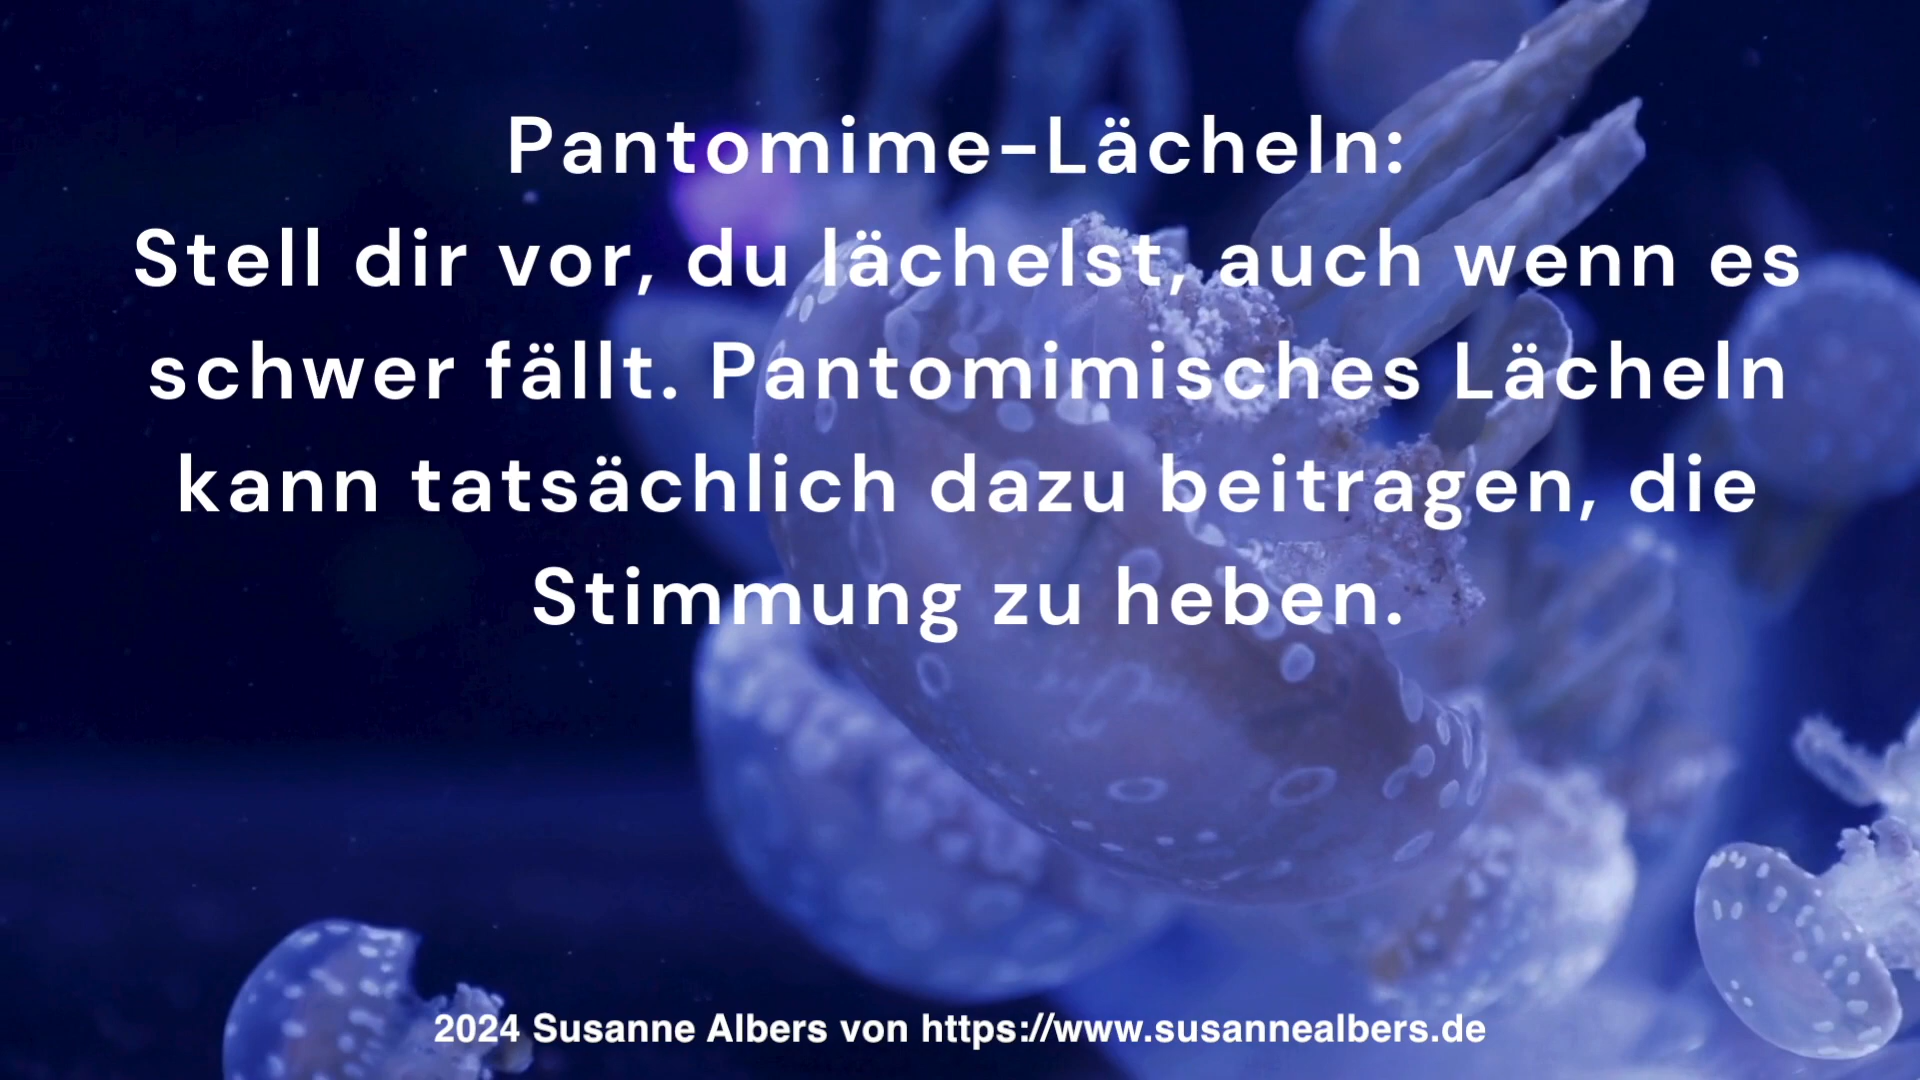 Pantomime-Lächeln:
Stell dir vor, du lächelst, auch wenn es
schwer fällt. Pantomimisches Lächeln
kann tatsächlich dazu beitragen, die
Stimmung zu heben.
2024 Susanne Albers von https://www.susannealbers.de